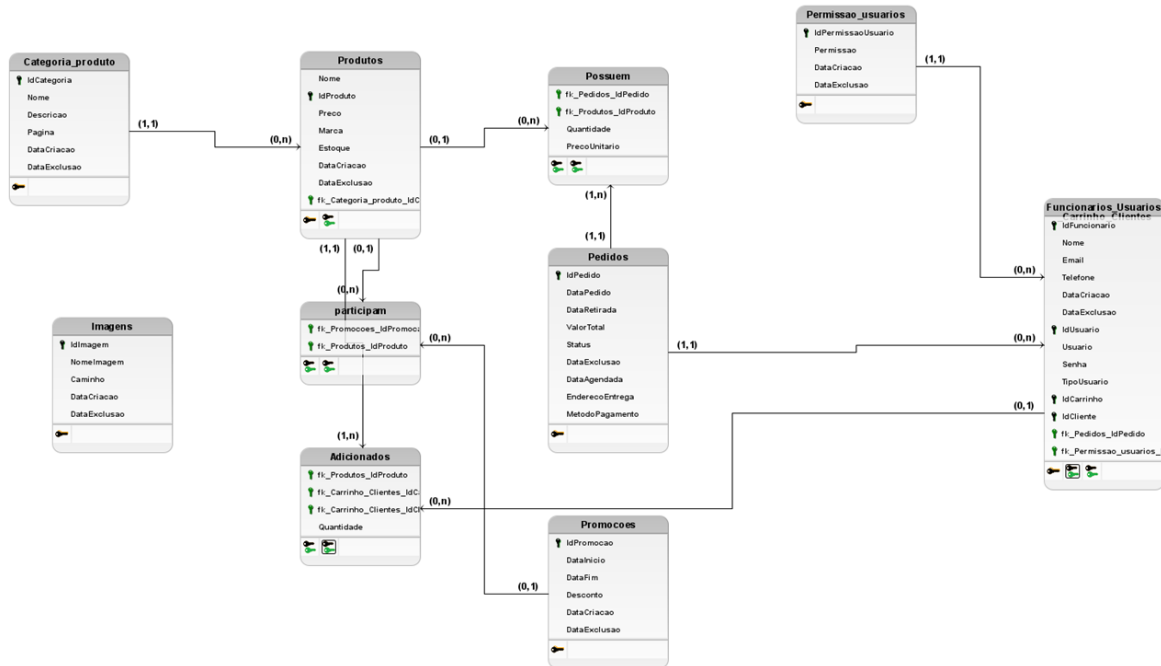 Categoria_produto
IdCategoria
Nome
Descricao
Pagina
DataCriacao
DataExclusao
(1,1)
(0,n)
Produtos
Nome
IdProduto
Preco
Marca
Estoque
DataCriacao
DataExclusao
fk_Categoria_produto_IdC
(0,1)
(0,n)
(1,1)
(0,1)
(0,n)
Possuem
fk_Pedidos_IdPedido
fk_Produtos_IdProduto
Quantidade
PrecoUnitario
(1,n)
(1,1)
Permissao_usuarios
IdPermissaoUsuario
Permissao
DataCriacao
DataExclusao
(1,1)
(0,n)
Funcionarios_Usuarios
Carrinho_Clientes
IdFuncionario
Nome
Email
Telefone
DataCriacao
DataExclusao
IdUsuario
Usuario
Senha
TipoUsuario
IdCarrinho
IdCliente
fk_Pedidos_IdPedido
fk_Permissao_usuarios_
Pedidos
IdPedido
DataPedido
DataRetirada
ValorTotal
Status
DataExclusao
DataAgendada
EnderecoEntrega
MetodoPagamento
(1,1)
(0,n)
(0,1)
Imagens
IdImagem
NomeImagem
Caminho
DataCriacao
DataExclusao
participam
fk_Promocoes_IdPromoc
fk_Produtos_IdProduto
(0,n)
(1,n)
Adicionados
fk_Produtos_IdProduto
fk_Carrinho_Clientes_IdC
fk_Carrinho_Clientes_IdCl
Quantidade
(0,n)
(0,1)
Promocoes
IdPromocao
DataInicio
DataFim
Desconto
DataCriacao
DataExclusao